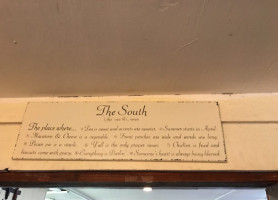 The South
The place where... Tea is sweet and accents are sweeter. Summer starts in April.
Macaroni & Cheese is a vegetable. Front porches are wide and words are long.
Pecan pie is a staple. Y'all is the only proper noun. Chicken is fried and
biscuits come with gravy. Everything is Darlin. Someone's heart is always being blessed.